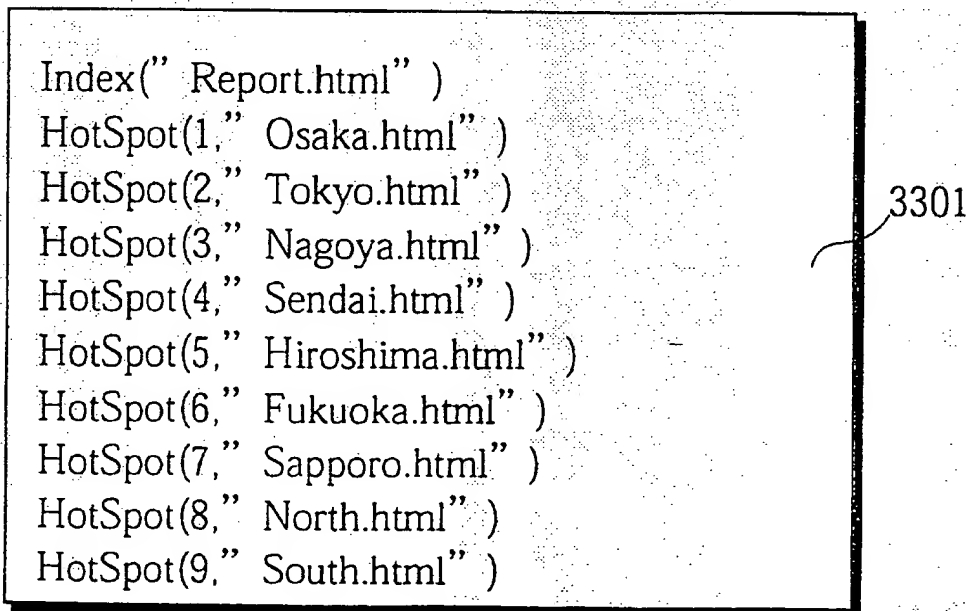 Index(” Report.html” )
HotSpot(1,” Osaka.html” )
HotSpot(2,” Tokyo.html” )
HotSpot(3,” Nagoya.html” )
HotSpot(4,” Sendai.html” )
HotSpot(5,” Hiroshima.html” )
HotSpot(6,” Fukuoka.html” )
HotSpot(7,” Sapporo.html” )
HotSpot(8,” North.html” )
HotSpot(9,” South.html” )
3301